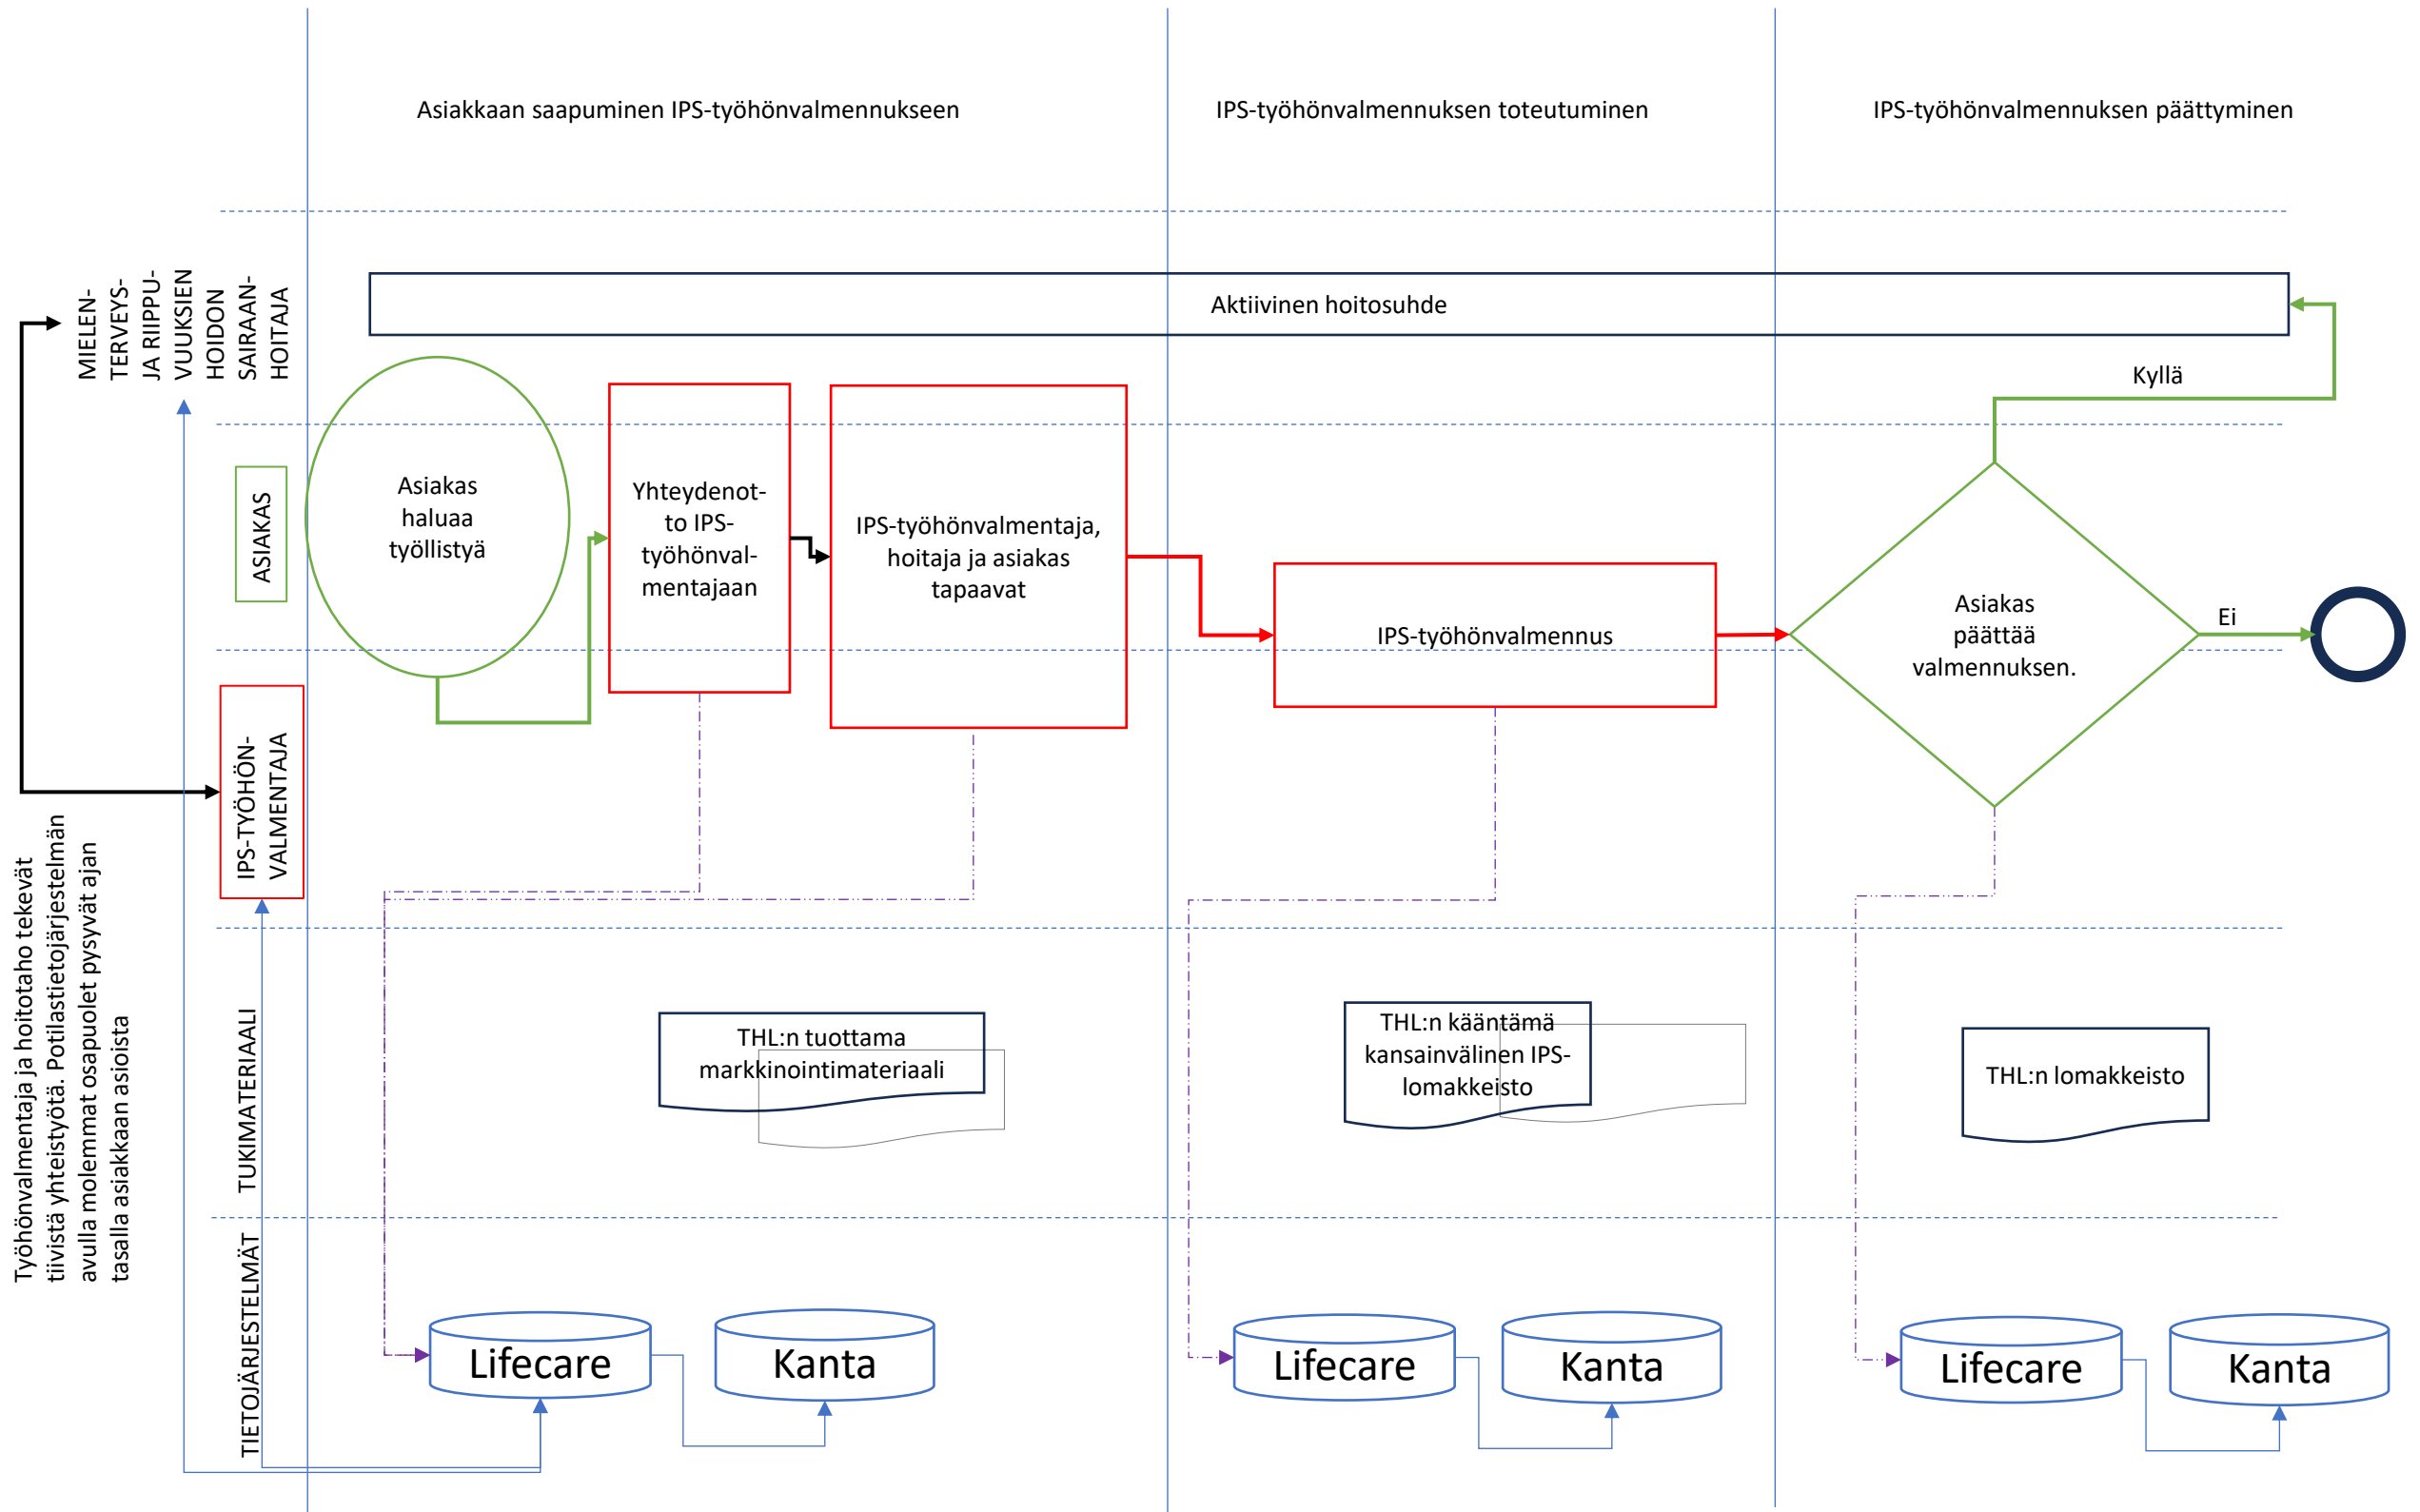 Asiakkaan saapuminen IPS-työhönvalmennukseen
IPS-työhönvalmennuksen toteutuminen
IPS-työhönvalmennuksen päättyminen
MIELEN-
TERVEYS-
JA RIIPPU-
VUUKSIEN
HOIDON
SAIRAAN-
HOITAJA
Aktiivinen hoitosuhde
Kyllä
ASIAKAS
Asiakas
haluaa
työllistyä
Yhteydenot-
to IPS-
työhönval-
mentajaan
IPS-työhönvalmentaja,
hoitaja ja asiakas
tapaavat
IPS-työhönvalmennus
Asiakas
päättää
valmennuksen.
Ei
IPS-TYÖHÖN-
VALMENTAJA
Työhönvalmentaja ja hoitotaho tekevät
tiivistä yhteistyötä. Potilastietojärjestelmän
avulla molemmat osapuolet pysyvät ajan
tasalla asiakkaan asioista
TUKIMATERIAALI
THL:n tuottama
markkinointimateriaali
THL:n kääntämä
kansainvälinen IPS-
lomakkeisto
THL:n lomakkeisto
TIETOJÄRJESTELMÄT
Lifecare
Kanta
Lifecare
Kanta
Lifecare
Kanta